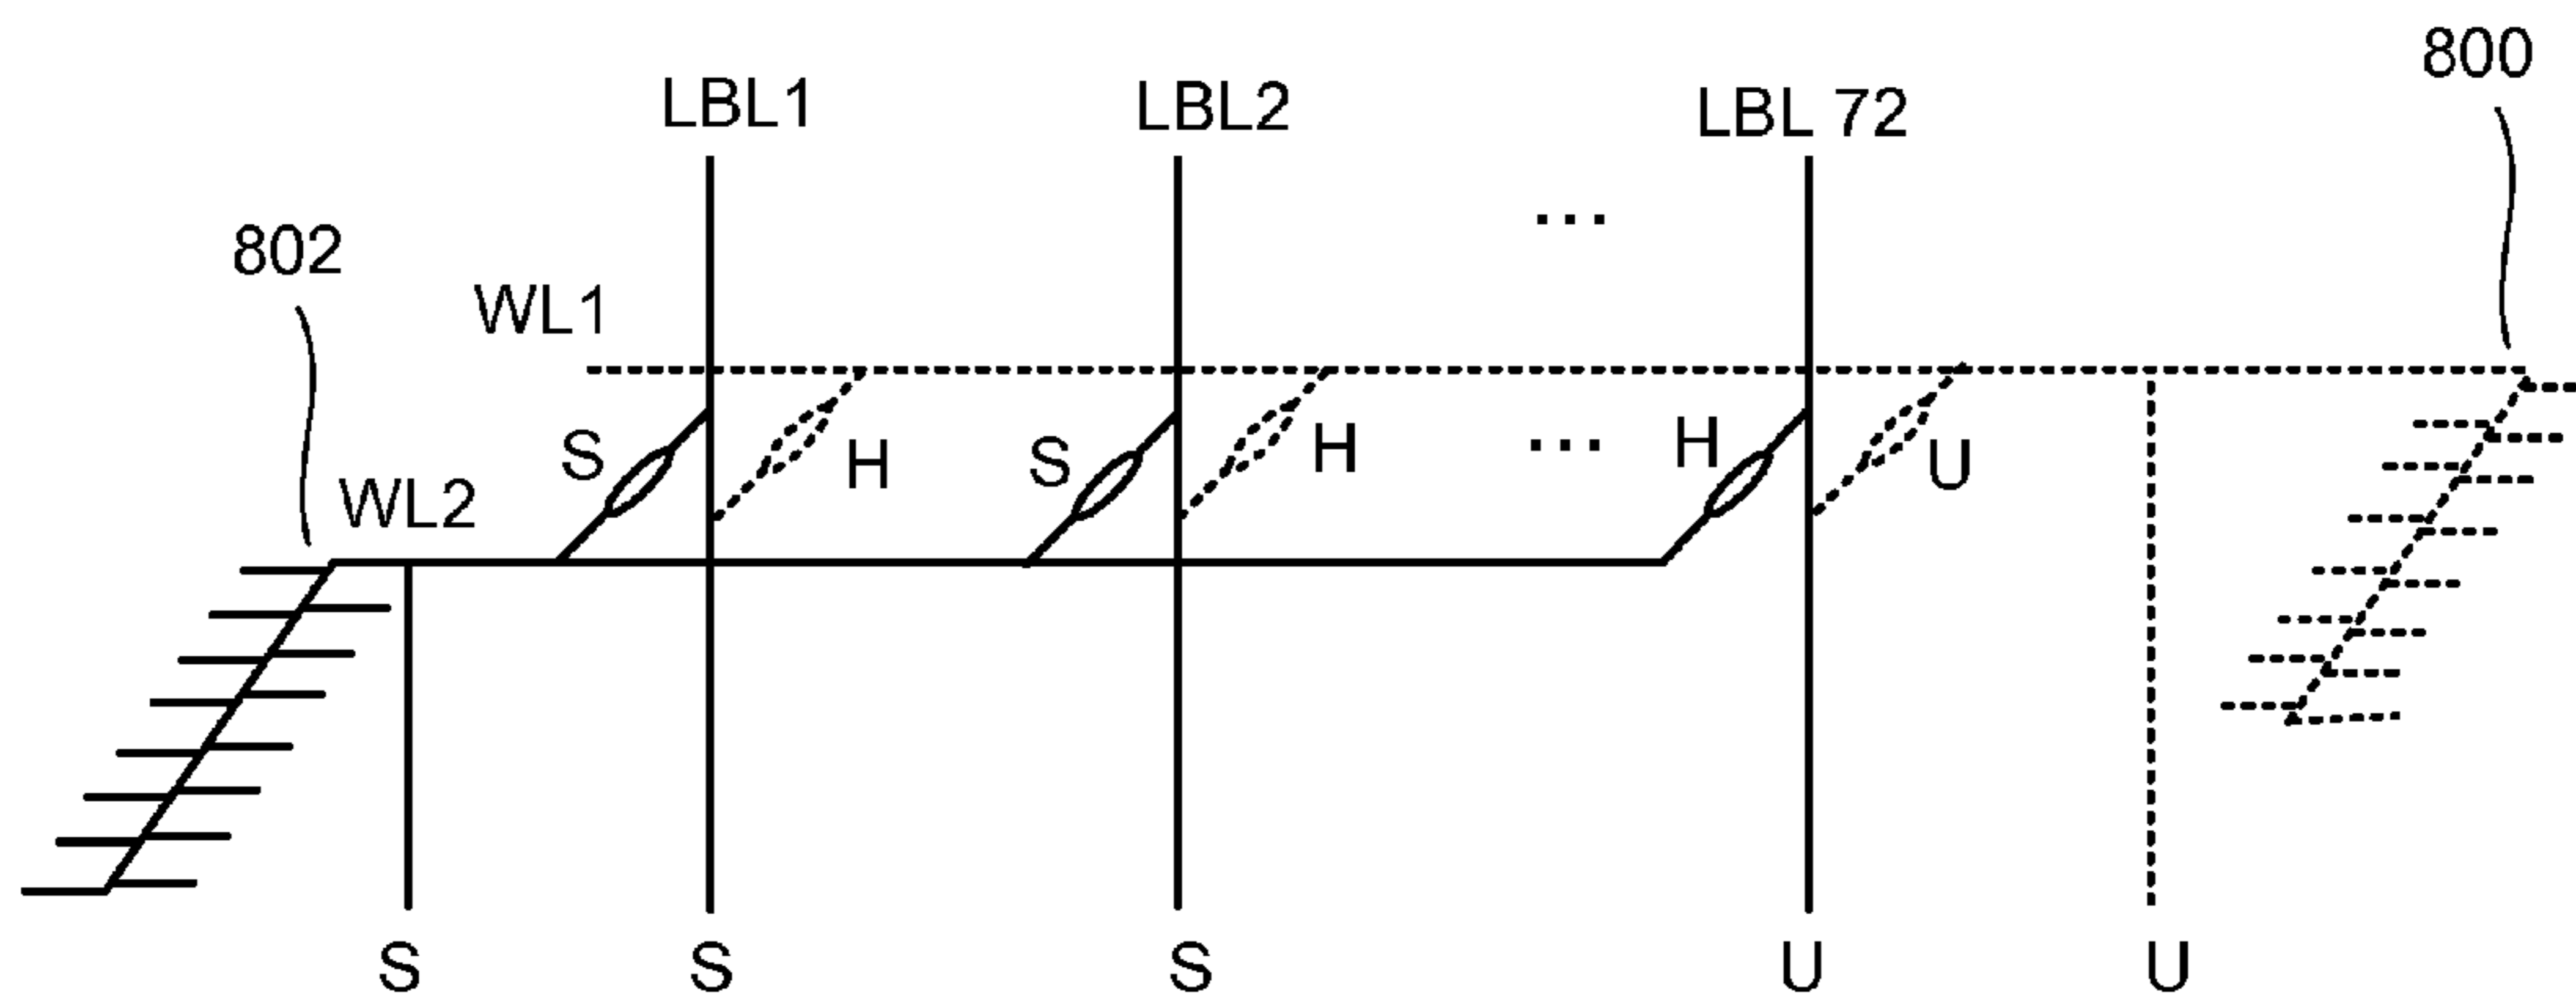 800
LBL1 LBL2 LBL 72
...
802
WL1
S H S H ... H U
WL2
S S S U U